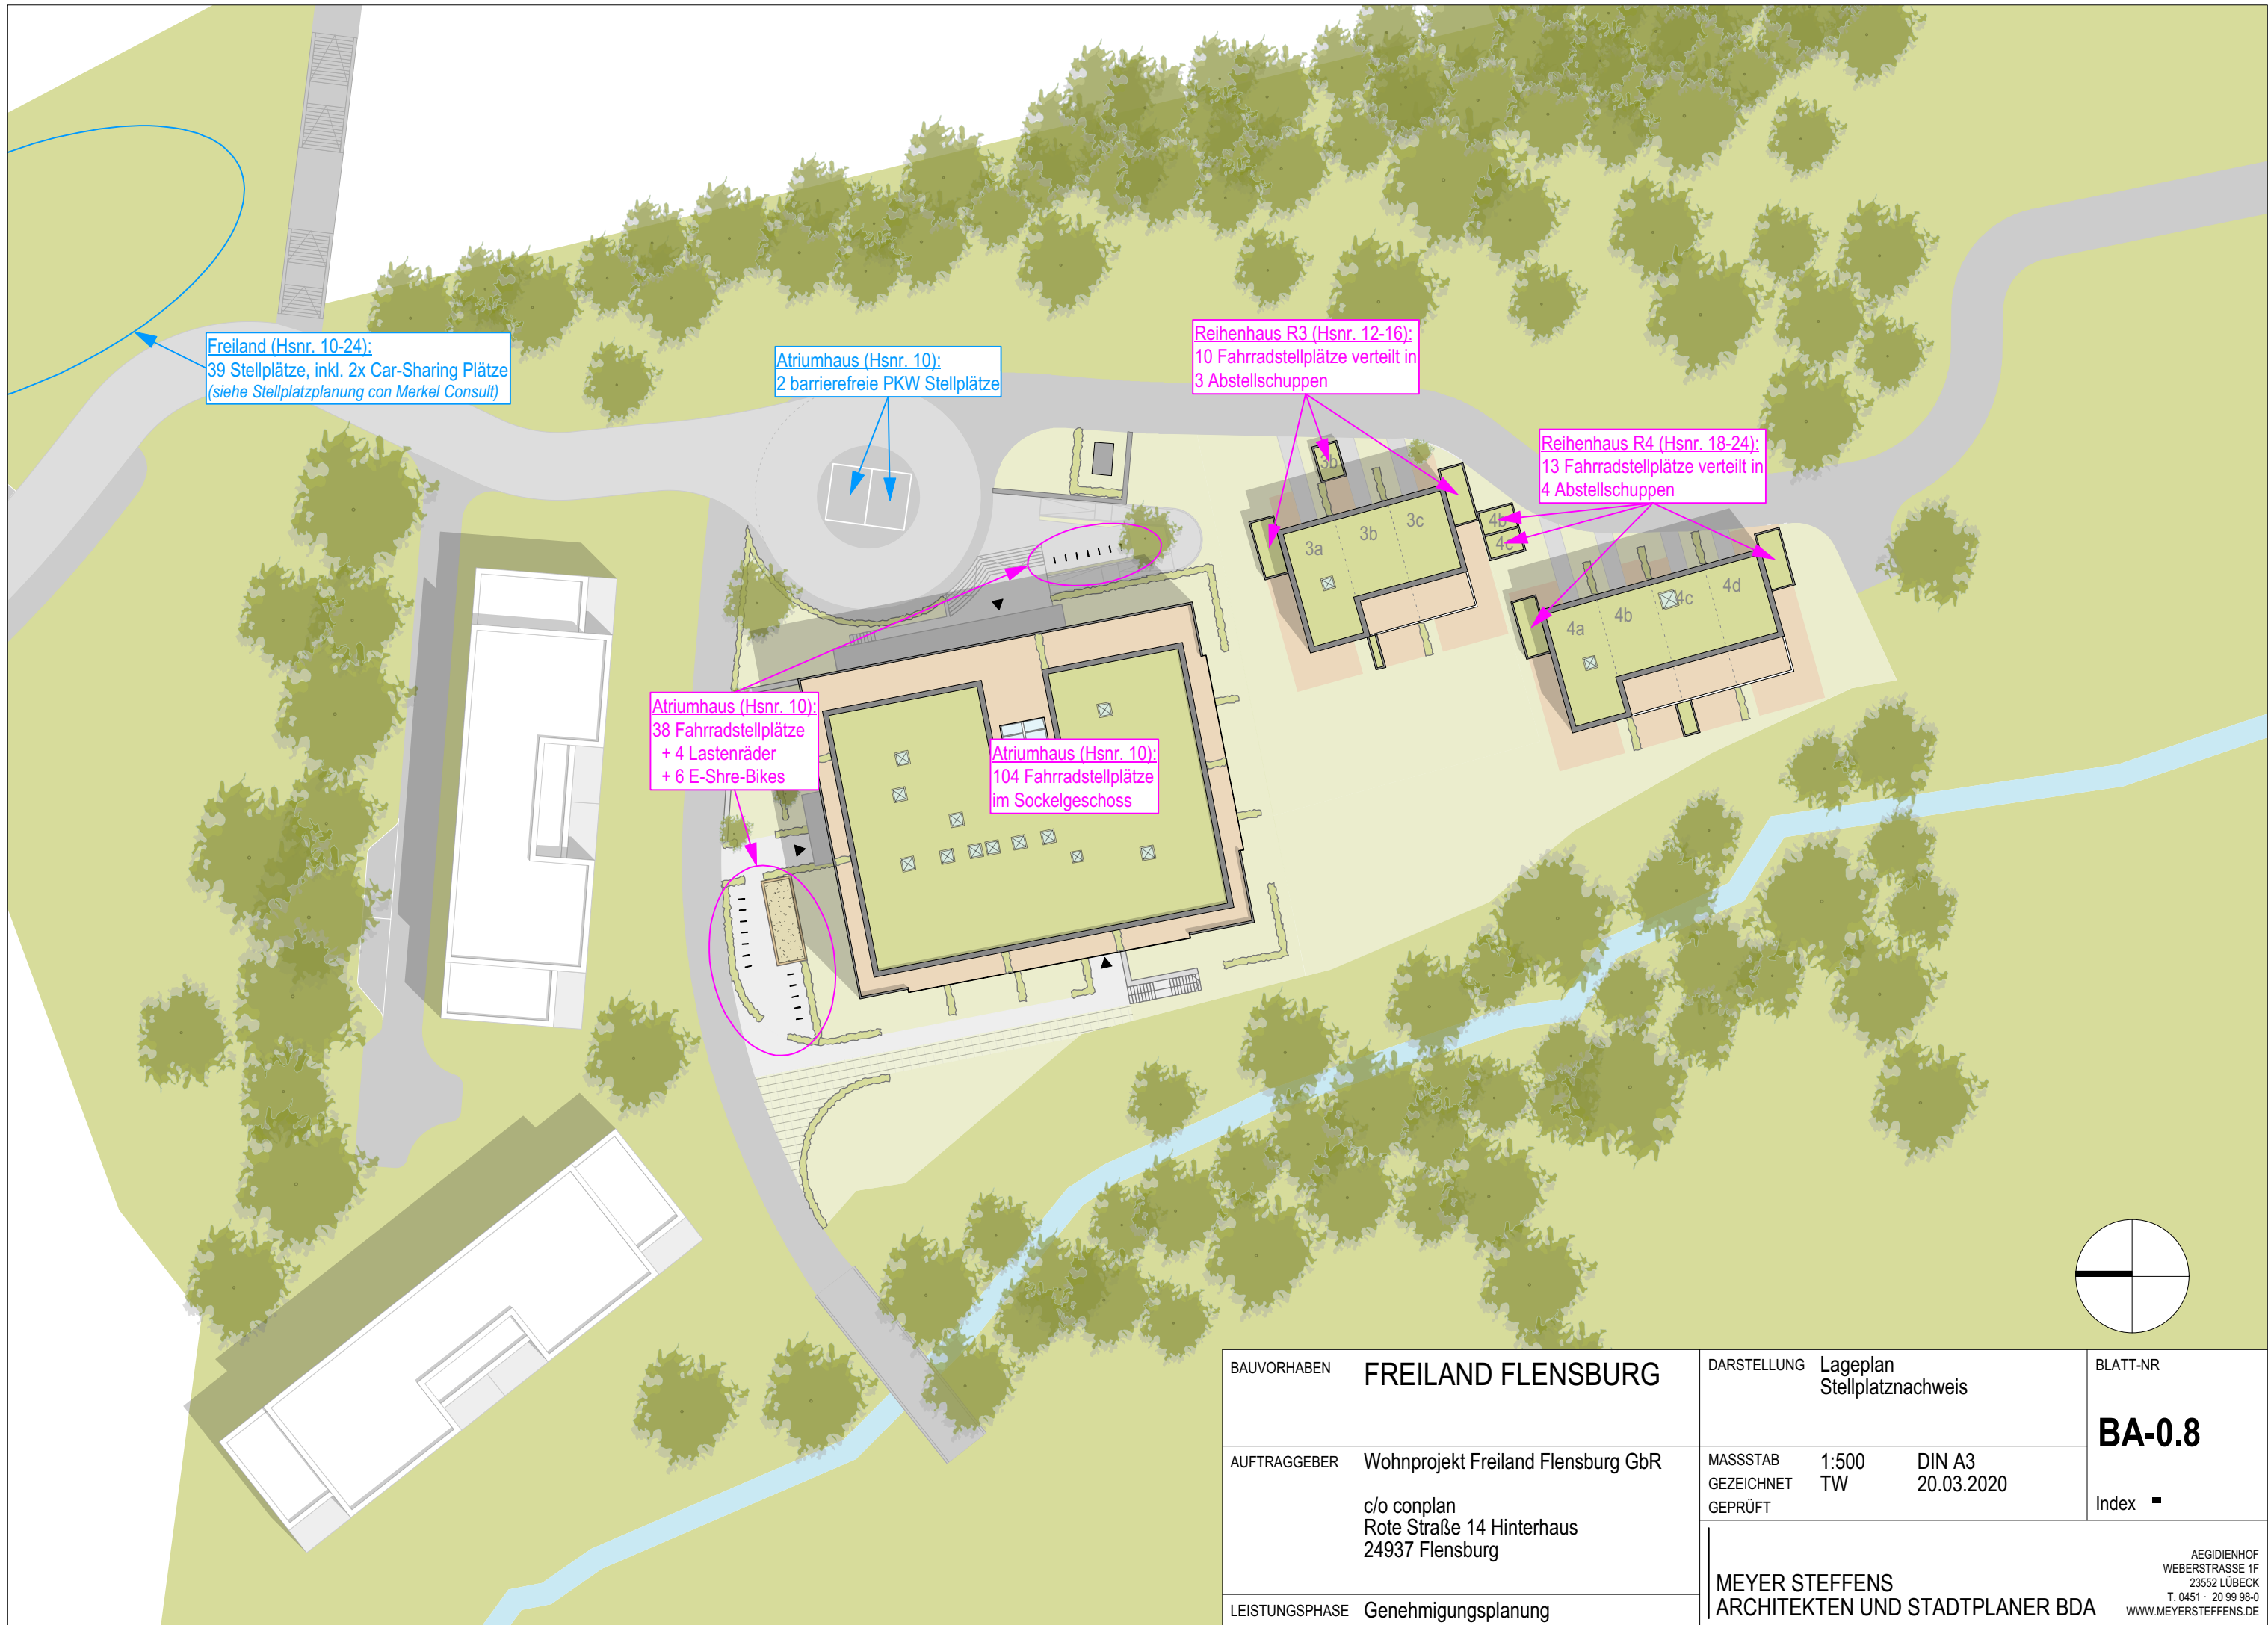 Freiland (Hsnr. 10-24):
39 Stellplätze, inkl. 2x Car-Sharing Plätze
(siehe Stellplatzplanung con Merkel Consult)
Atriumhaus (Hsnr. 10):
2 barrierefreie PKW Stellplätze
Reihenhaus R3 (Hsnr. 12-16):
10 Fahrradstellplätze verteilt in
3 Abstellschuppen
Reihenhaus R4 (Hsnr. 18-24):
13 Fahrradstellplätze verteilt in
4 Abstellschuppen
3b
3a
3b
3c
4b
4c
4a
4b
4c
4d
Atriumhaus (Hsnr. 10):
38 Fahrradstellplätze
+ 4 Lastenräder
+ 6 E-Shre-Bikes
Atriumhaus (Hsnr. 10):
104 Fahrradstellplätze
im Sockelgeschoss
BAUVORHABEN FREILAND FLENSBURG
AUFTRAGGEBER Wohnprojekt Freiland Flensburg GbR
c/o conplan
Rote Straße 14 Hinterhaus
24937 Flensburg
LEISTUNGSPHASE Genehmigungsplanung
DARSTELLUNG Lageplan
Stellplatznachweis
MASSSTAB 1:500 DIN A3
GEZEICHNET TW 20.03.2020
GEPRÜFT
BLATT-NR
BA-0.8
Index -
MEYER STEFFENS
ARCHITEKTEN UND STADTPLANER BDA
AEGIDIENHOF
WEBERSTRASSE 1F
23552 LÜBECK
T. 0451 · 20 99 98-0
WWW.MEYERSTEFFENS.DE